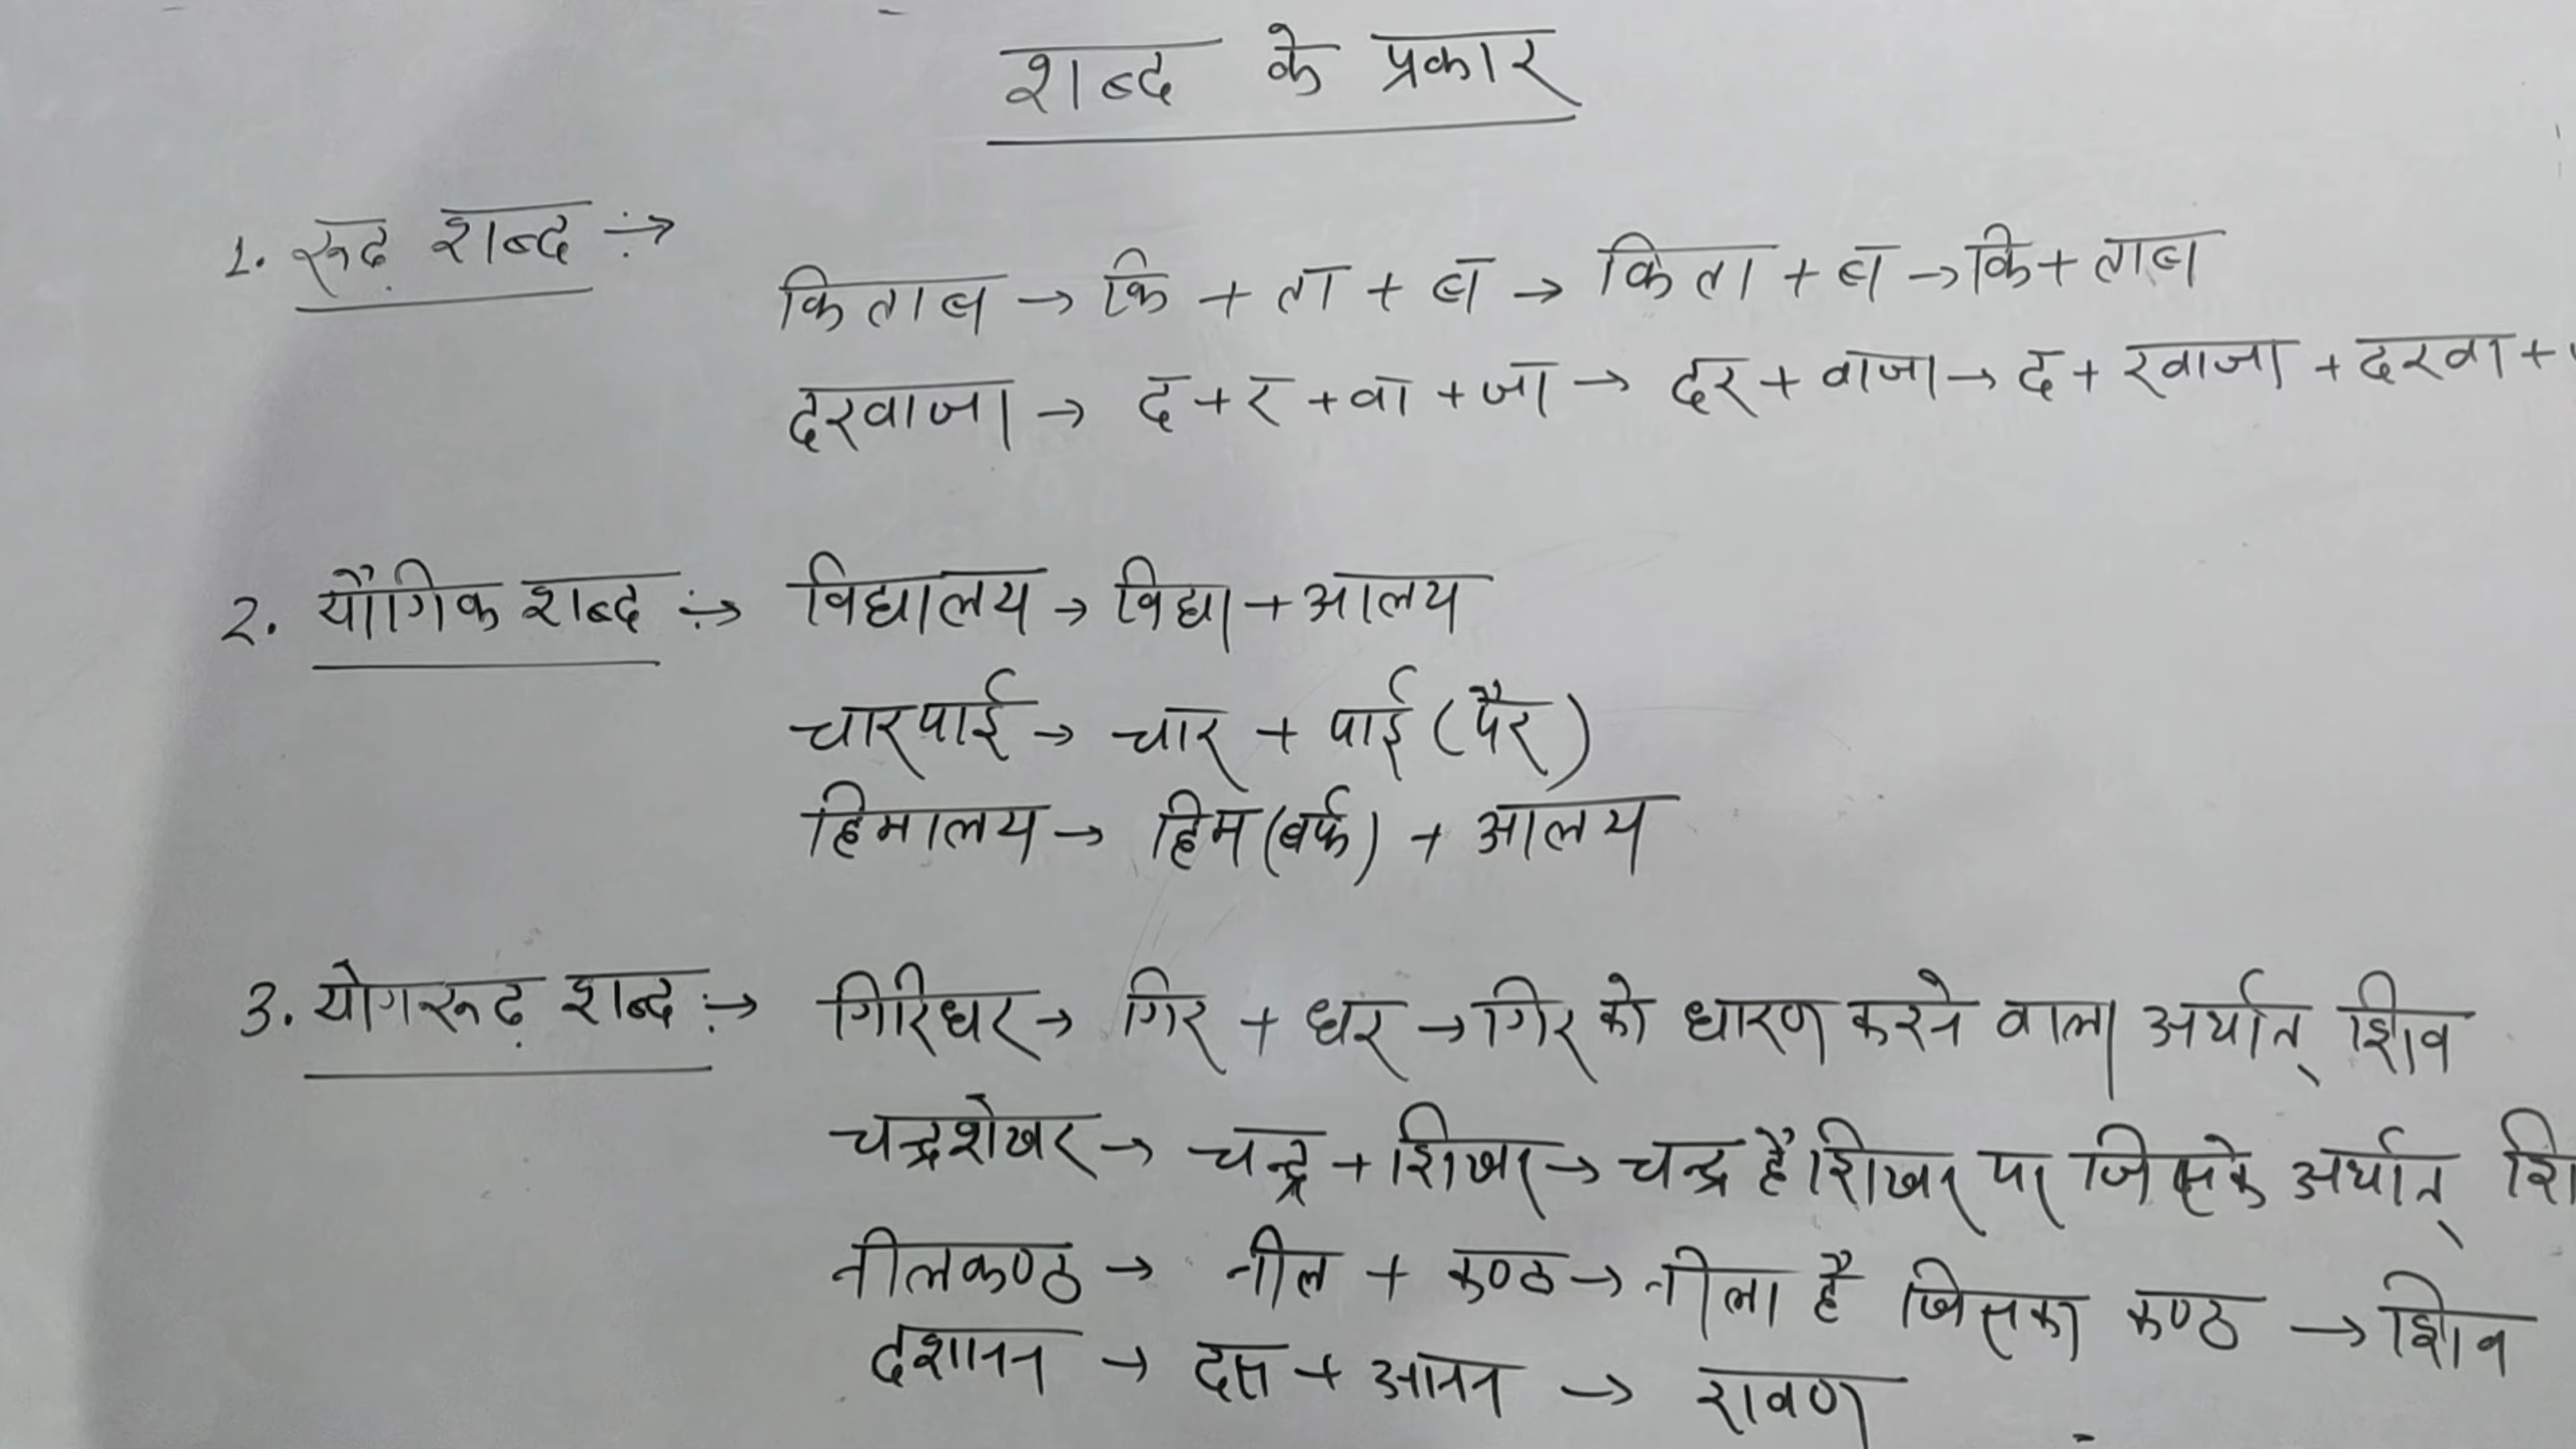 शब्द के प्रकार
1. रूढ़ शब्द ÷→
किताब → कि + ता + ब → किता + ब → कि + ताब
दरवाजा → द + र + वा + जा → दर + वाजा → द + रवाजा + दरवा +
2. यौगिक शब्द ÷→ विद्यालय → विद्या + आलय
चारपाई → चार + पाई (पैर)
हिमालय → हिम (बर्फ) + आलय
3. योगरूढ़ शब्द ÷→ गिरिधर → गिर + धर → गिर को धारण करने वाला अर्थात् शिव
चन्द्रशेखर → चन्द्र + शिखर → चन्द्र है शिखर पर जिसके अर्थात् शि
नीलकण्ठ → नील + कण्ठ → नीला है जिसका कण्ठ → शिव
दशानन → दस + आनन → रावण